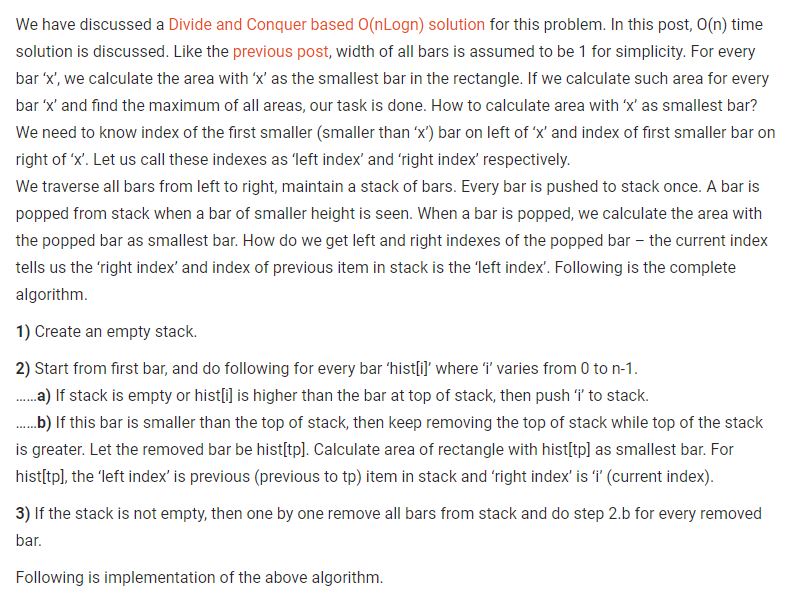 We have discussed a Divide and Conquer based O(nLogn) solution for this problem. In this post, O(n) time
solution is discussed. Like the previous post, width of all bars is assumed to be 1 for simplicity. For every
bar ‘x’, we calculate the area with ‘x’ as the smallest bar in the rectangle. If we calculate such area for every
bar ‘x’ and find the maximum of all areas, our task is done. How to calculate area with ‘x’ as smallest bar?
We need to know index of the first smaller (smaller than ‘x’) bar on left of ‘x’ and index of first smaller bar on
right of ‘x’. Let us call these indexes as ‘left index’ and ‘right index’ respectively.
We traverse all bars from left to right, maintain a stack of bars. Every bar is pushed to stack once. A bar is
popped from stack when a bar of smaller height is seen. When a bar is popped, we calculate the area with
the popped bar as smallest bar. How do we get left and right indexes of the popped bar – the current index
tells us the ‘right index’ and index of previous item in stack is the ‘left index’. Following is the complete
algorithm.
1) Create an empty stack.
2) Start from first bar, and do following for every bar ‘hist[i]’ where ‘i’ varies from 0 to n-1.
……a) If stack is empty or hist[i] is higher than the bar at top of stack, then push ‘i’ to stack.
……b) If this bar is smaller than the top of stack, then keep removing the top of stack while top of the stack
is greater. Let the removed bar be hist[tp]. Calculate area of rectangle with hist[tp] as smallest bar. For
hist[tp], the ‘left index’ is previous (previous to tp) item in stack and ‘right index’ is ‘i’ (current index).
3) If the stack is not empty, then one by one remove all bars from stack and do step 2.b for every removed
bar.
Following is implementation of the above algorithm.